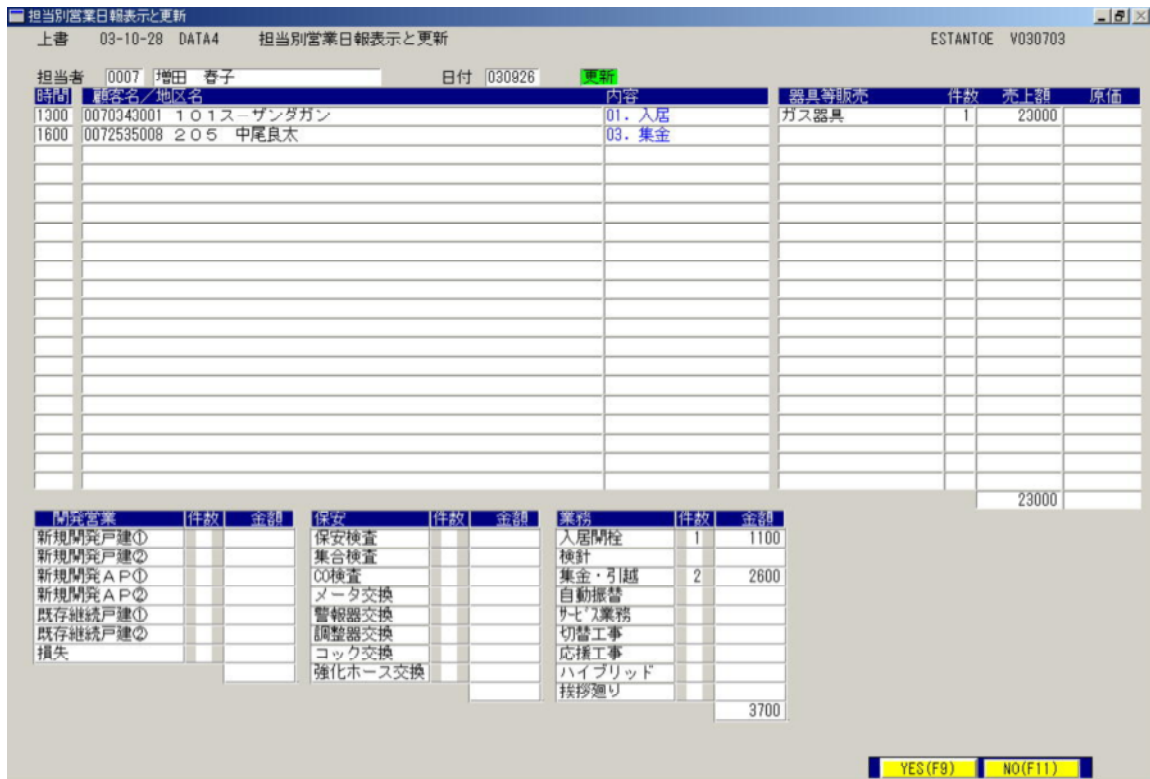 担当別営業日報表示と更新
上書 03-10-28 DATA4 担当別営業日報表示と更新 ESTANTOE V030703
担当者 0007 増田 春子 日付 030926 更新
時間 顧客名／地区名 内容 器具等販売 件数 売上額 原価
1300 0070343001 １０１スーザンダガン 01. 入居 ガス器具 1 23000
1600 0072535008 ２０５ 中尾良太 03. 集金
23000
開発営業 件数 金額 保安 件数 金額 業務 件数 金額
新規開発戸建① 保安検査 入居開栓 1 1100
新規開発戸建② 集合検査 検針
新規開発ＡＰ① CO検査 集金・引越 2 2600
新規開発ＡＰ② メータ交換 自動振替
既存継続戸建① 警報器交換 ｻｰﾋﾞｽ業務
既存継続戸建② 調整器交換 切替工事
損失 コック交換 応援工事
強化ホース交換 ハイブリッド
挨拶廻り
3700
YES(F9) NO(F11)